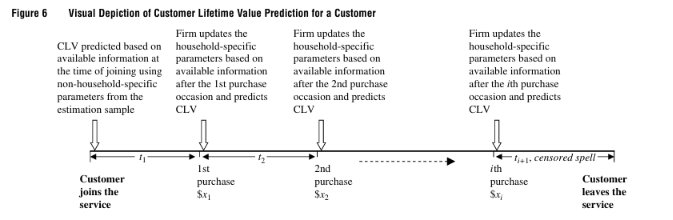 Figure 6 Visual Depiction of Customer Lifetime Value Prediction for a Customer
CLV predicted based on
available information at
the time of joining using
non-household-specific
parameters from the
estimation sample
Firm updates the
household-specific
parameters based on
available information
after the 1st purchase
occasion and predicts
CLV
Firm updates the
household-specific
parameters based on
available information
after the 2nd purchase
occasion and predicts
CLV
Firm updates the
household-specific
parameters based on
available information
after the ith purchase
occasion and predicts
CLV
t₁
t₂
tᵢ₊₁, censored spell
Customer
joins the
service
1st
purchase
$x₁
2nd
purchase
$x₂
ith
purchase
$xᵢ
Customer
leaves the
service